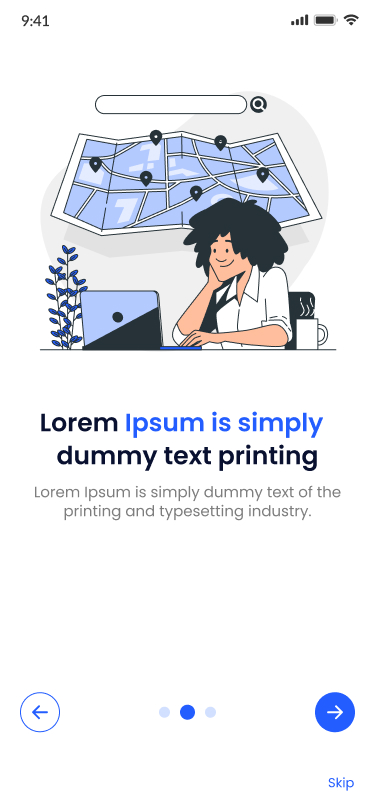 9:41
Lorem Ipsum is simply
dummy text printing
Lorem Ipsum is simply dummy text of the
printing and typesetting industry.
Skip